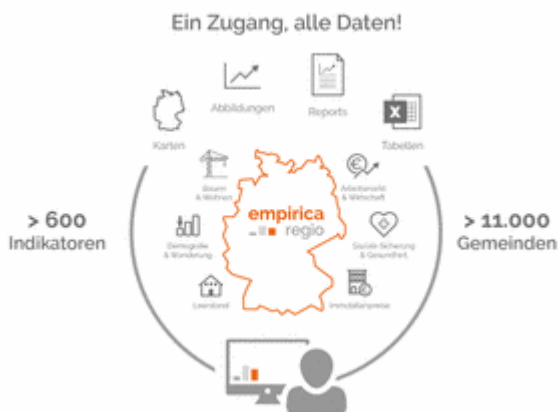 Ein Zugang, alle Daten!
Abbildungen
Reports
Karten
Tabellen
X
Bauen
& Wohnen
Arbeitsmarkt
& Wirtschaft
empirica
regio
> 600
Indikatoren
> 11.000
Gemeinden
Demografie
& Wanderung
Soziale Sicherung
& Gesundheit
Leerstand
Immobilienpreise